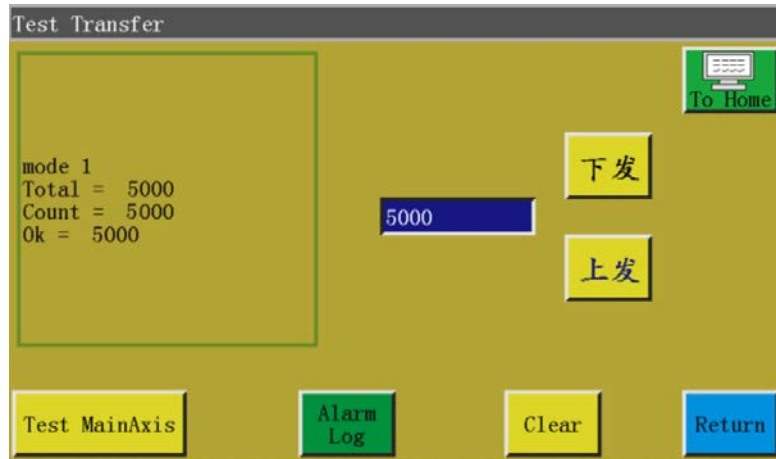 Test Transfer
To Home
mode 1
Total = 5000
Count = 5000
Ok = 5000
5000
下发
上发
Test MainAxis
Alarm
Log
Clear
Return